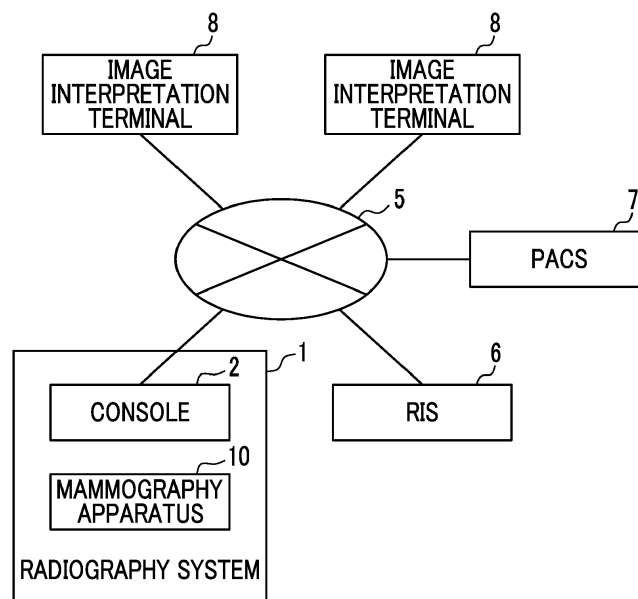 8
IMAGE
INTERPRETATION
TERMINAL
8
IMAGE
INTERPRETATION
TERMINAL
5
7
PACS
1
2
CONSOLE
6
RIS
10
MAMMOGRAPHY
APPARATUS
RADIOGRAPHY SYSTEM